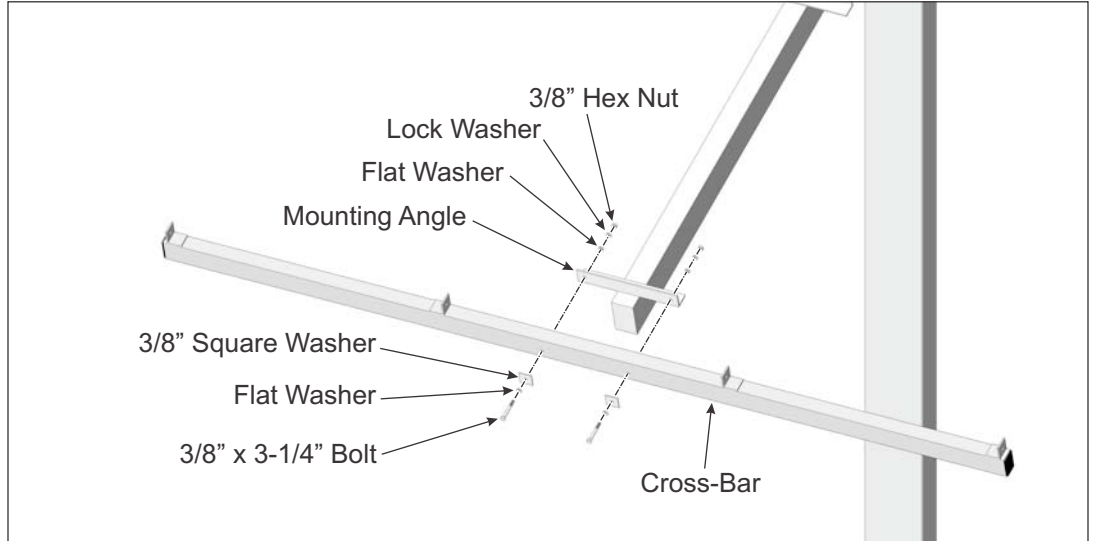 3/8” Hex Nut
Lock Washer
Flat Washer
Mounting Angle
3/8” Square Washer
Flat Washer
3/8” x 3-1/4” Bolt
Cross-Bar